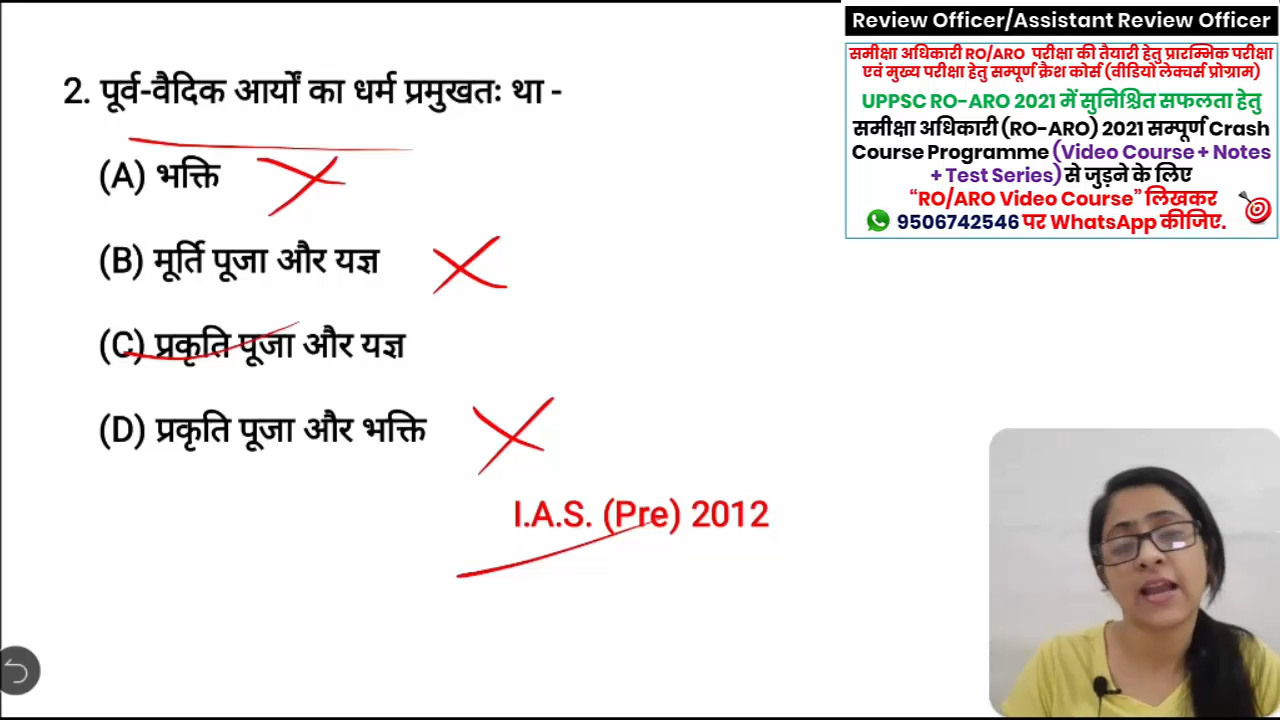 Review Officer/Assistant Review Officer
समीक्षा अधिकारी RO/ARO परीक्षा की तैयारी हेतु प्रारम्भिक परीक्षा
एवं मुख्य परीक्षा हेतु सम्पूर्ण क्रैश कोर्स (वीडियो लेक्चर्स प्रोग्राम)
UPPSC RO-ARO 2021 में सुनिश्चित सफलता हेतु
समीक्षा अधिकारी (RO-ARO) 2021 सम्पूर्ण Crash
Course Programme (Video Course + Notes
+ Test Series) से जुड़ने के लिए
“RO/ARO Video Course” लिखकर
9506742546 पर WhatsApp कीजिए.
2. पूर्व-वैदिक आर्यों का धर्म प्रमुखतः था -
(A) भक्ति
(B) मूर्ति पूजा और यज्ञ
(C) प्रकृति पूजा और यज्ञ
(D) प्रकृति पूजा और भक्ति
I.A.S. (Pre) 2012